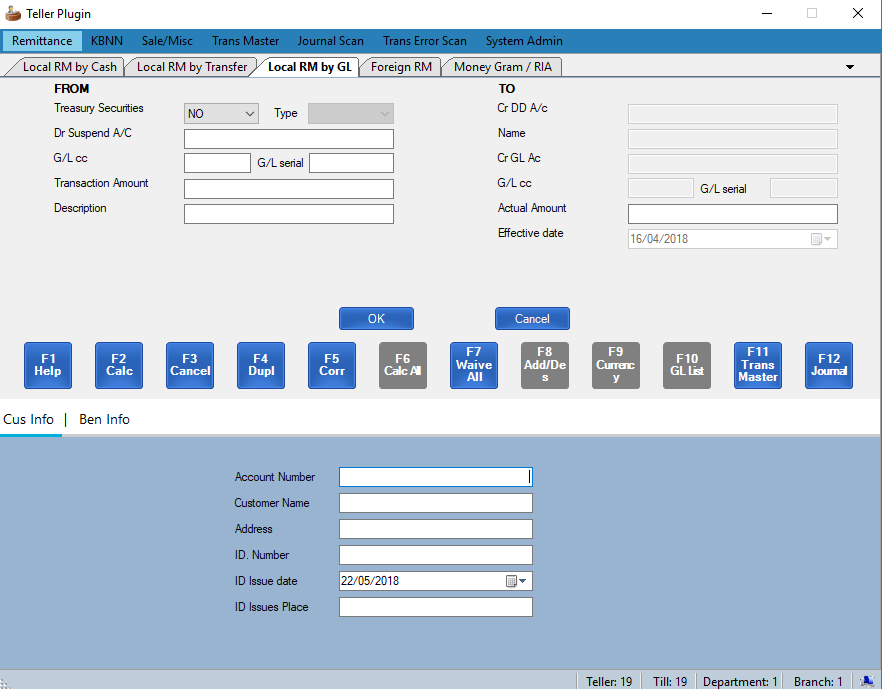 Teller Plugin
Remittance KBNN Sale/Misc Trans Master Journal Scan Trans Error Scan System Admin
Local RM by Cash Local RM by Transfer Local RM by GL Foreign RM Money Gram / RIA
FROM TO
Treasury Securities NO Type Cr DD A/c
Dr Suspend A/C Name
G/L cc G/L serial Cr GL Ac
Transaction Amount G/L cc G/L serial
Description Actual Amount
Effective date 16/04/2018
OK Cancel
F1 F2 F3 F4 F5 F6 F7 F8 F9 F10 F11 F12
Help Calc Cancel Dupl Corr Calc All Waive All Add/De s Currenc y GL List Trans Master Journal
Cus Info | Ben Info
Account Number
Customer Name
Address
ID. Number
ID Issue date 22/05/2018
ID Issues Place
Teller: 19 Till: 19 Department: 1 Branch: 1